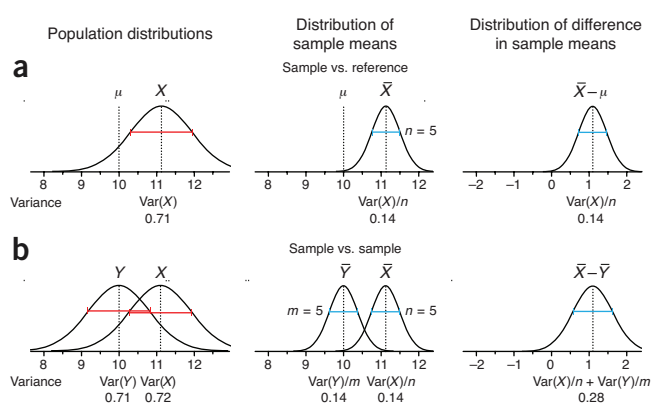 Population distributions
Distribution of
sample means
Distribution of difference
in sample means
a
Sample vs. reference
μ X
μ X̄
X̄ – μ
n = 5
8 9 10 11 12
8 9 10 11 12
–2 –1 0 1 2
Variance Var(X) Var(X)/n Var(X)/n
0.71 0.14 0.14
b
Sample vs. sample
Y X
Ȳ X̄
X̄ – Ȳ
m = 5 n = 5
8 9 10 11 12
8 9 10 11 12
–2 –1 0 1 2
Variance Var(Y) Var(X) Var(Y)/m Var(X)/n Var(X)/n + Var(Y)/m
0.71 0.72 0.14 0.14 0.28